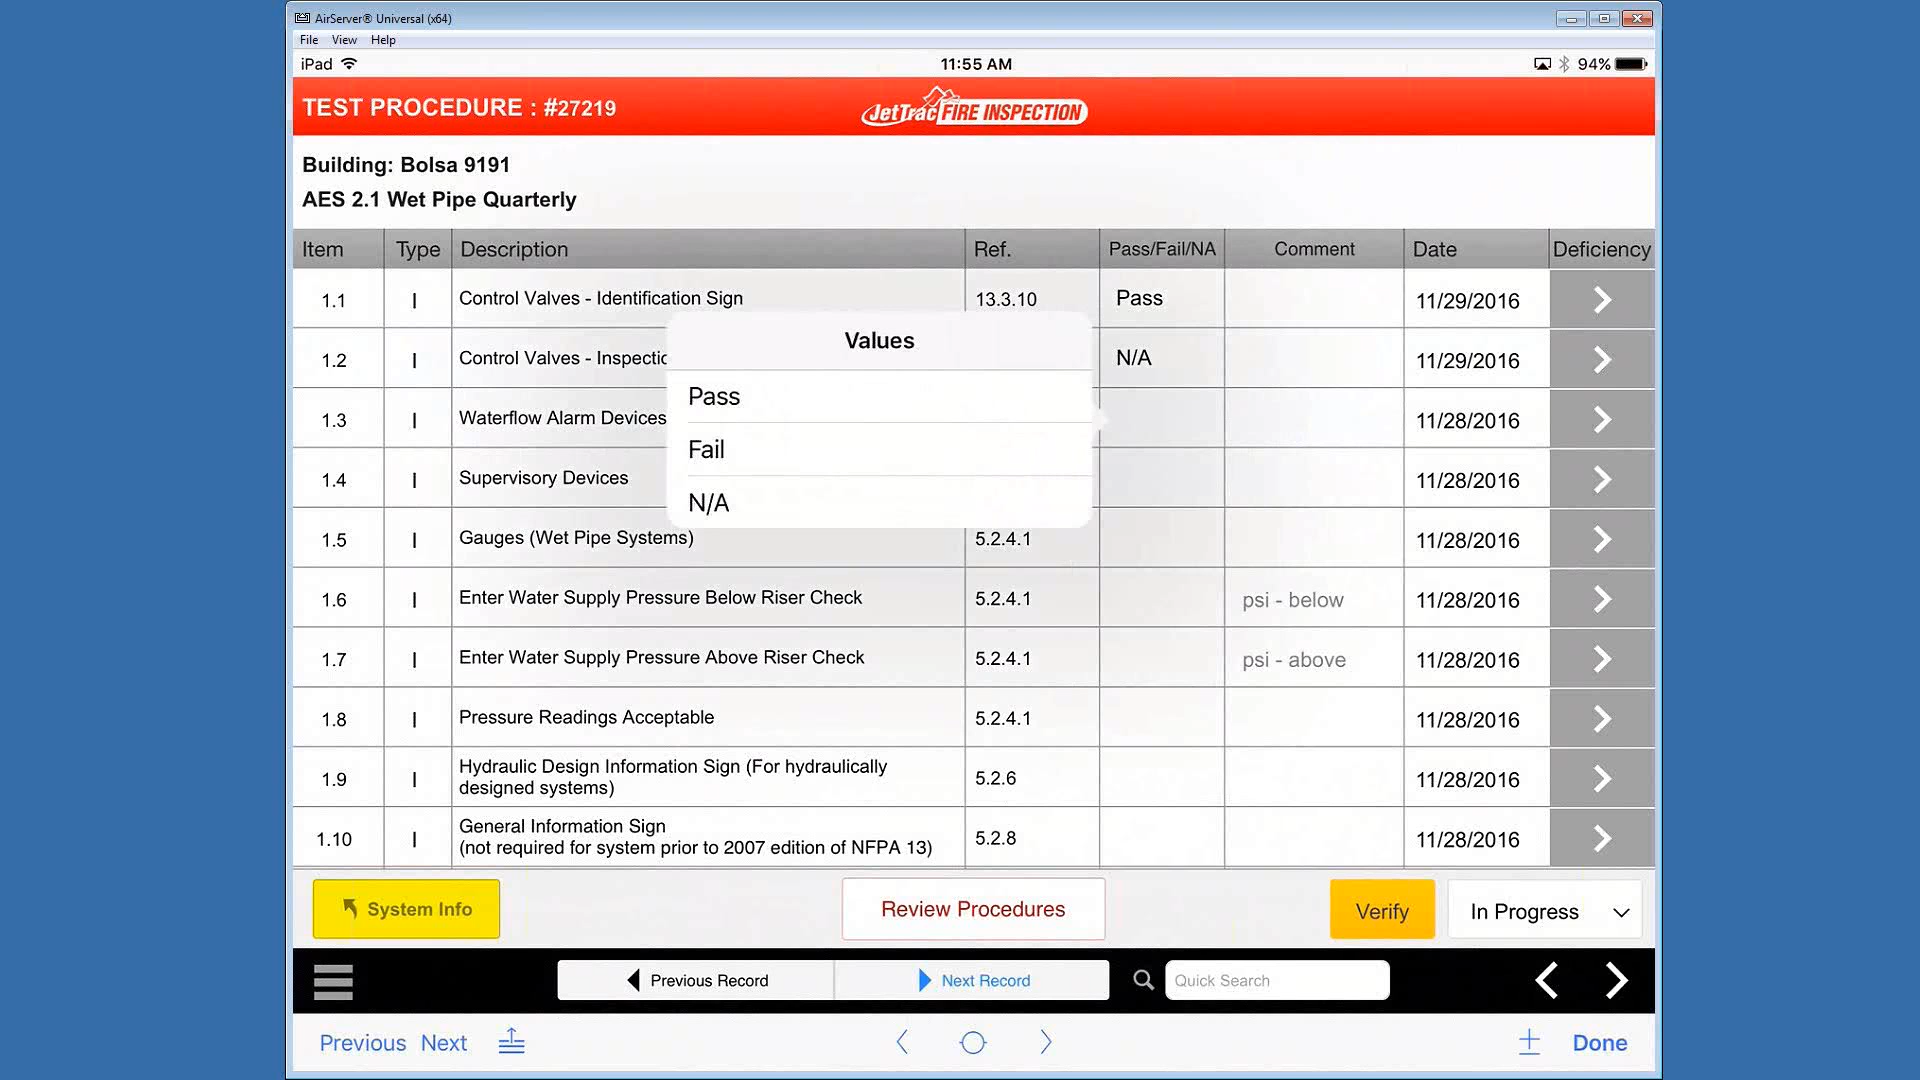 AirServer® Universal (x64)
File View Help
iPad 11:55 AM 94%
TEST PROCEDURE : #27219
JetTrac FIRE INSPECTION
Building: Bolsa 9191
AES 2.1 Wet Pipe Quarterly
Item Type Description Ref. Pass/Fail/NA Comment Date Deficiency
1.1 I Control Valves - Identification Sign 13.3.10 Pass 11/29/2016
1.2 I Control Valves - Inspectio N/A 11/29/2016
1.3 I Waterflow Alarm Devices 11/28/2016
1.4 I Supervisory Devices 11/28/2016
Values
Pass
Fail
N/A
1.5 I Gauges (Wet Pipe Systems) 5.2.4.1 11/28/2016
1.6 I Enter Water Supply Pressure Below Riser Check 5.2.4.1 psi - below 11/28/2016
1.7 I Enter Water Supply Pressure Above Riser Check 5.2.4.1 psi - above 11/28/2016
1.8 I Pressure Readings Acceptable 5.2.4.1 11/28/2016
1.9 I Hydraulic Design Information Sign (For hydraulically
designed systems) 5.2.6 11/28/2016
1.10 I General Information Sign
(not required for system prior to 2007 edition of NFPA 13) 5.2.8 11/28/2016
System Info Review Procedures Verify In Progress
Previous Record Next Record Quick Search
Previous Next Done